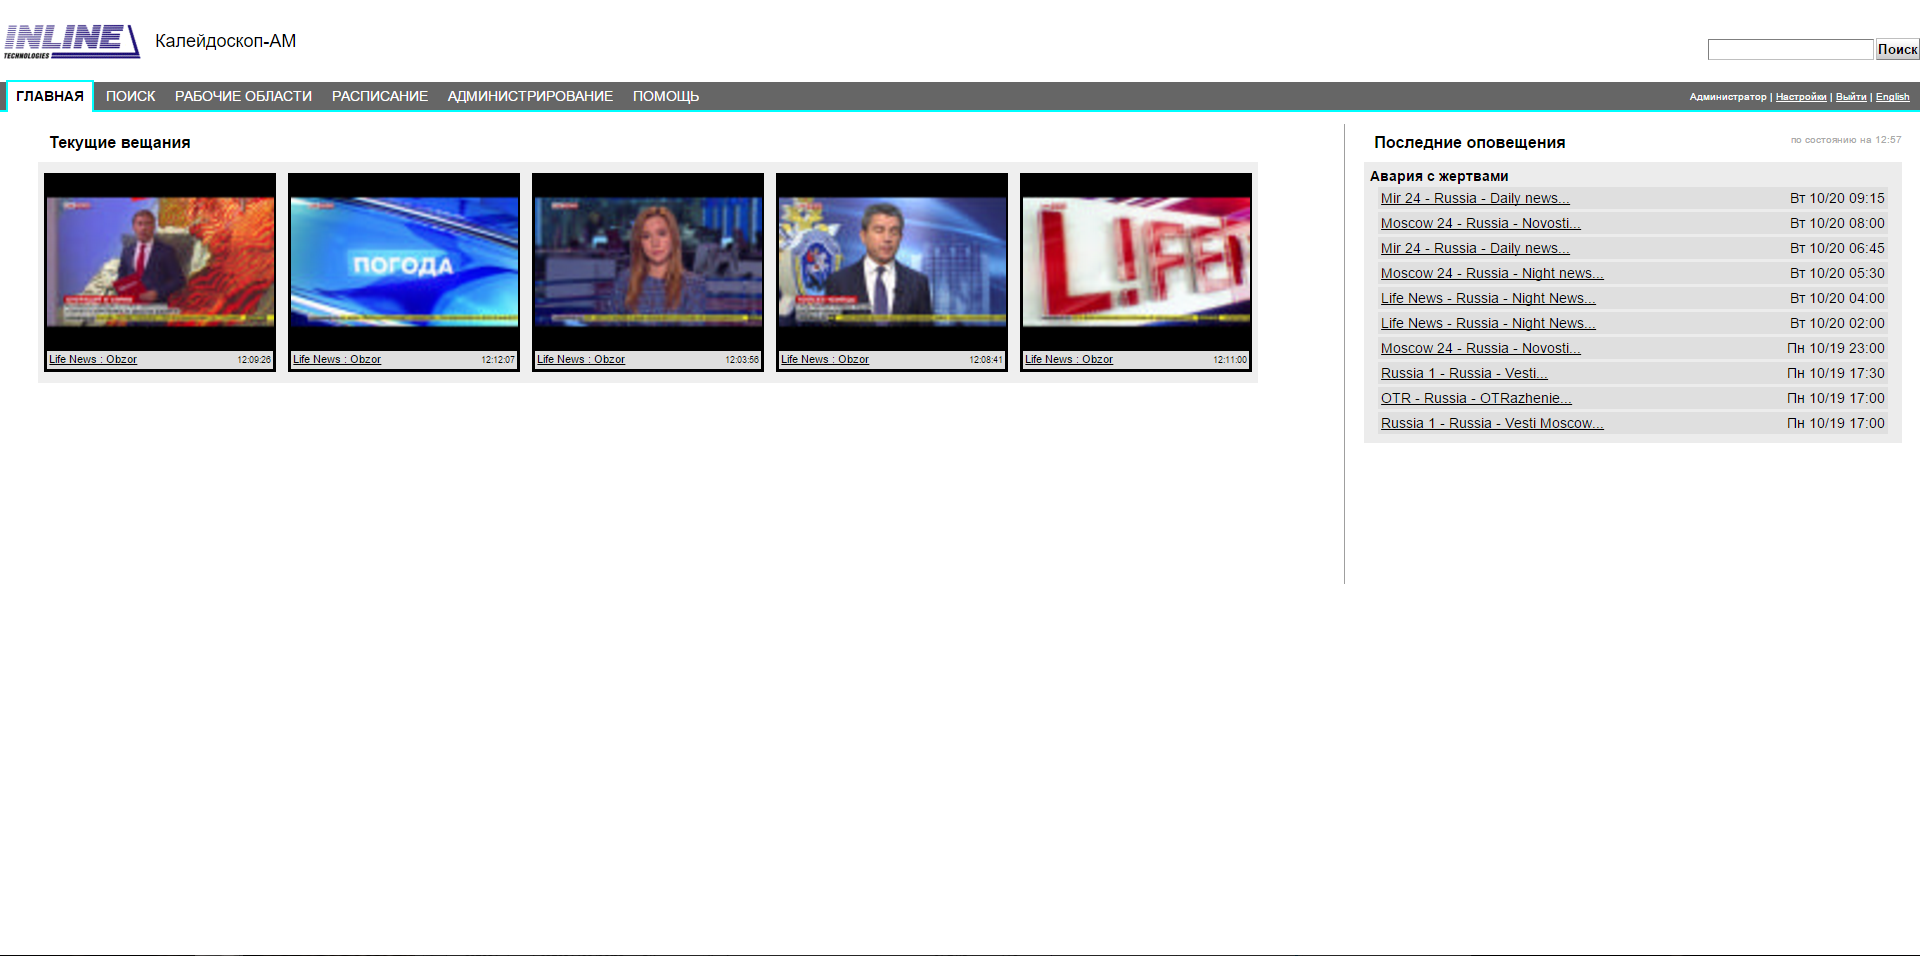 INLINE
TECHNOLOGIES
Калейдоскоп-АМ
Поиск
ГЛАВНАЯ ПОИСК РАБОЧИЕ ОБЛАСТИ РАСПИСАНИЕ АДМИНИСТРИРОВАНИЕ ПОМОЩЬ
Администратор | Настройки | Выйти | English
Текущие вещания
ПОГОДА
LIFEN
Life News : Obzor 12:09:26
Life News : Obzor 12:12:07
Life News : Obzor 12:03:56
Life News : Obzor 12:08:41
Life News : Obzor 12:11:00
Последние оповещения
по состоянию на 12:57
Авария с жертвами
Mir 24 - Russia - Daily news... Вт 10/20 09:15
Moscow 24 - Russia - Novosti... Вт 10/20 08:00
Mir 24 - Russia - Daily news... Вт 10/20 06:45
Moscow 24 - Russia - Night news... Вт 10/20 05:30
Life News - Russia - Night News... Вт 10/20 04:00
Life News - Russia - Night News... Вт 10/20 02:00
Moscow 24 - Russia - Novosti... Пн 10/19 23:00
Russia 1 - Russia - Vesti... Пн 10/19 17:30
OTR - Russia - OTRazhenie... Пн 10/19 17:00
Russia 1 - Russia - Vesti Moscow... Пн 10/19 17:00